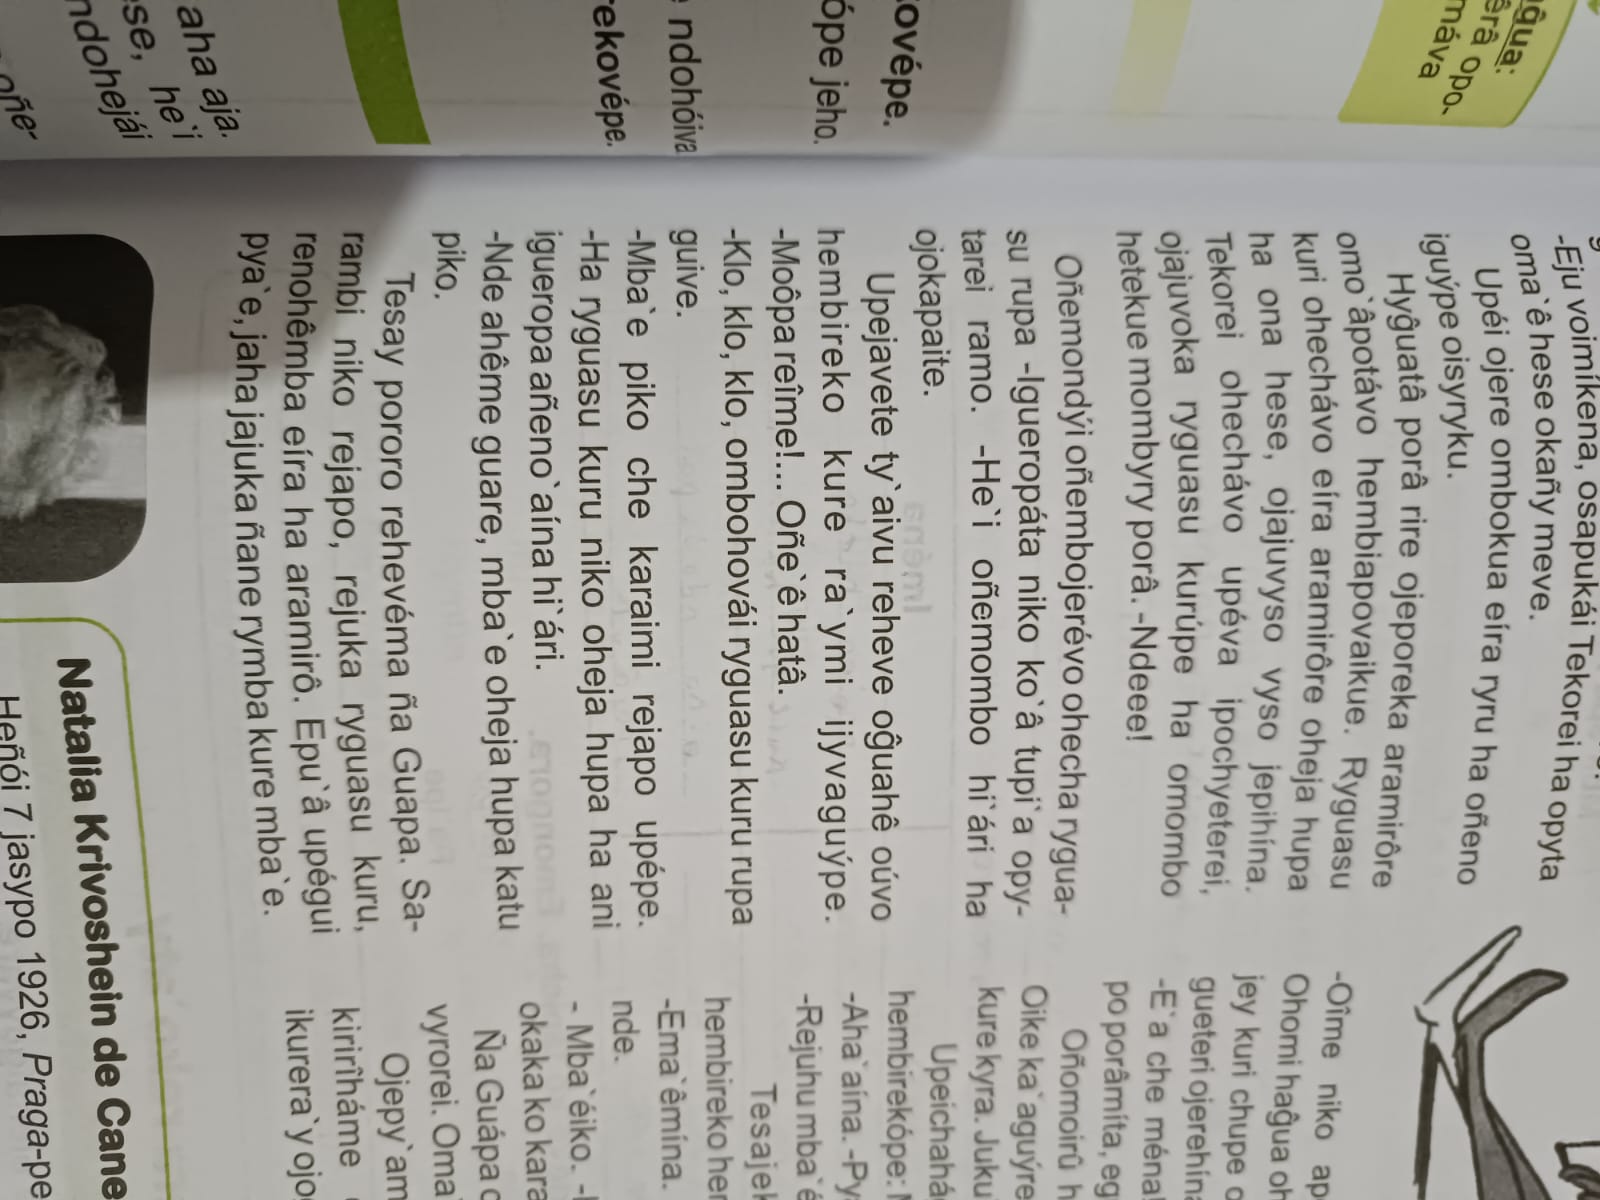 ĝua:
êrâ opo-
máva
kovépe.
ópe jeho.
ndohóiva
rekovépe.
aha aja.
se, he`i
ndohejái
oñe-
-Eju voimíkena, osapukái Tekorei ha opyta
oma`ê hese okañy meve.
Upéi ojere ombokua eíra ryru ha oñeno
iguýpe oisyryku.
Hyĝuatâ porâ rire ojeporeka aramirôre
omo`âpotávo hembiapovaikue. Ryguasu
kuri ohechávo eíra aramirôre oheja hupa
ha ona hese, ojajuvyso vyso jepihína.
Tekorei ohechávo upéva ipochyeterei,
ojajuvoka ryguasu kurúpe ha omombo
hetekue mombyry porâ. -Ndeee!
Oñemondýi oñembojerévo ohecha rygua-
su rupa -Igueropáta niko ko`â tupi`a opy-
tarei ramo. -He`i oñemombo hi`ári ha
ojokapaite.
Upejavete ty`aivu reheve oĝuahê oúvo
hembireko kure ra`ymi ijyvaguýpe.
-Moôpa reîme!... Oñe`ê hatâ.
-Klo, klo, klo, ombohovái ryguasu kuru rupa
guive.
-Mba`e piko che karaimi rejapo upépe.
-Ha ryguasu kuru niko oheja hupa ha ani
igueropa añeno`aína hi`ári.
-Nde ahême guare, mba`e oheja hupa katu
piko.
Tesay pororo rehevéma ña Guapa. Sa-
rambi niko rejapo, rejuka ryguasu kuru,
renohêmba eíra ha aramirô. Epu`â upégui
pya`e, jaha jajuka ñane rymba kure mba`e.
-Oîme niko ap
Ohomi haĝua oh
jey kuri chupe o
gueteri ojerehína
-E`a che ména!
po porâmíta, eg
Oñomoirû h
Oike ka`aguýre
kure kyra. Juku
Upeichahá
hembirekópe:
-Aha`aína. -Pya
-Rejuhu mba`é
Tesajek
hembireko her
-Ema`êmína.
nde.
- Mba`éiko. -
okaka ko kara
Ña Guápa o
vyrorei. Oma
Ojepy`am
kirirîháme
ikurera`y ojo
Natalia Krivoshein de Cane
Heñói 7 jasypo 1926, Praga-pe